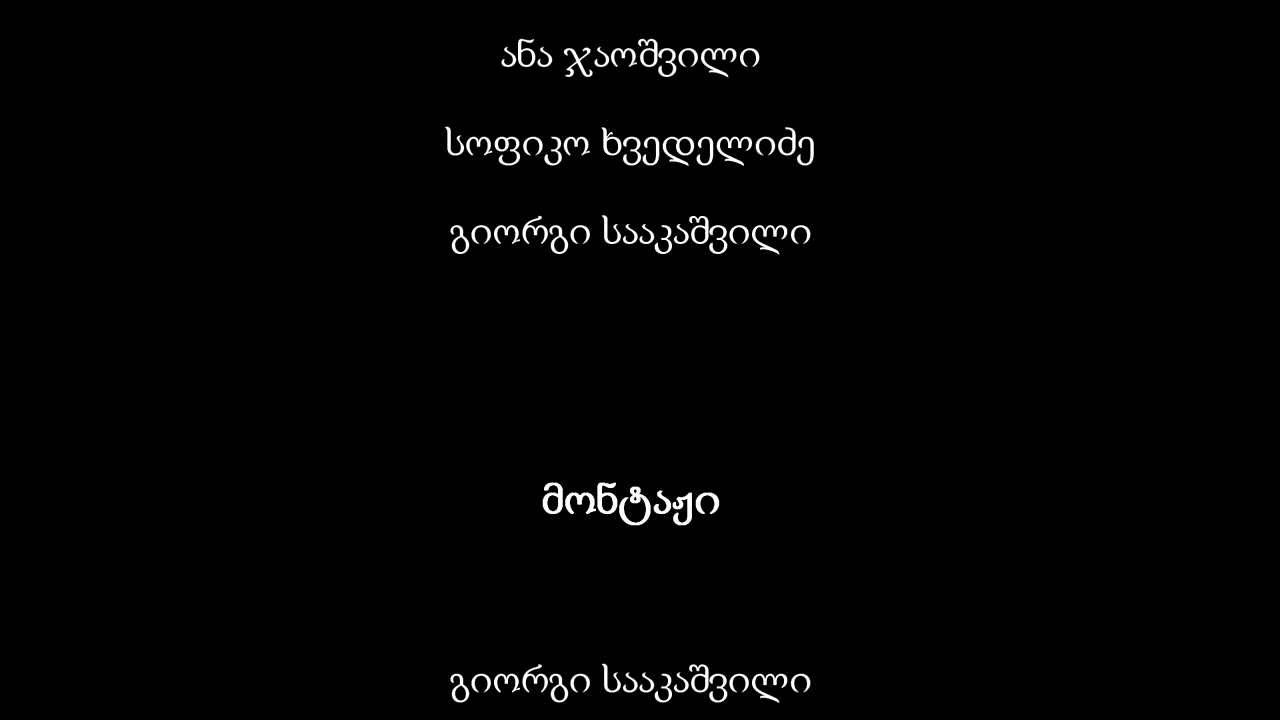 ანა ჯაოშვილი
სოფიკო ხვედელიძე
გიორგი სააკაშვილი
მონტაჟი
გიორგი სააკაშვილი